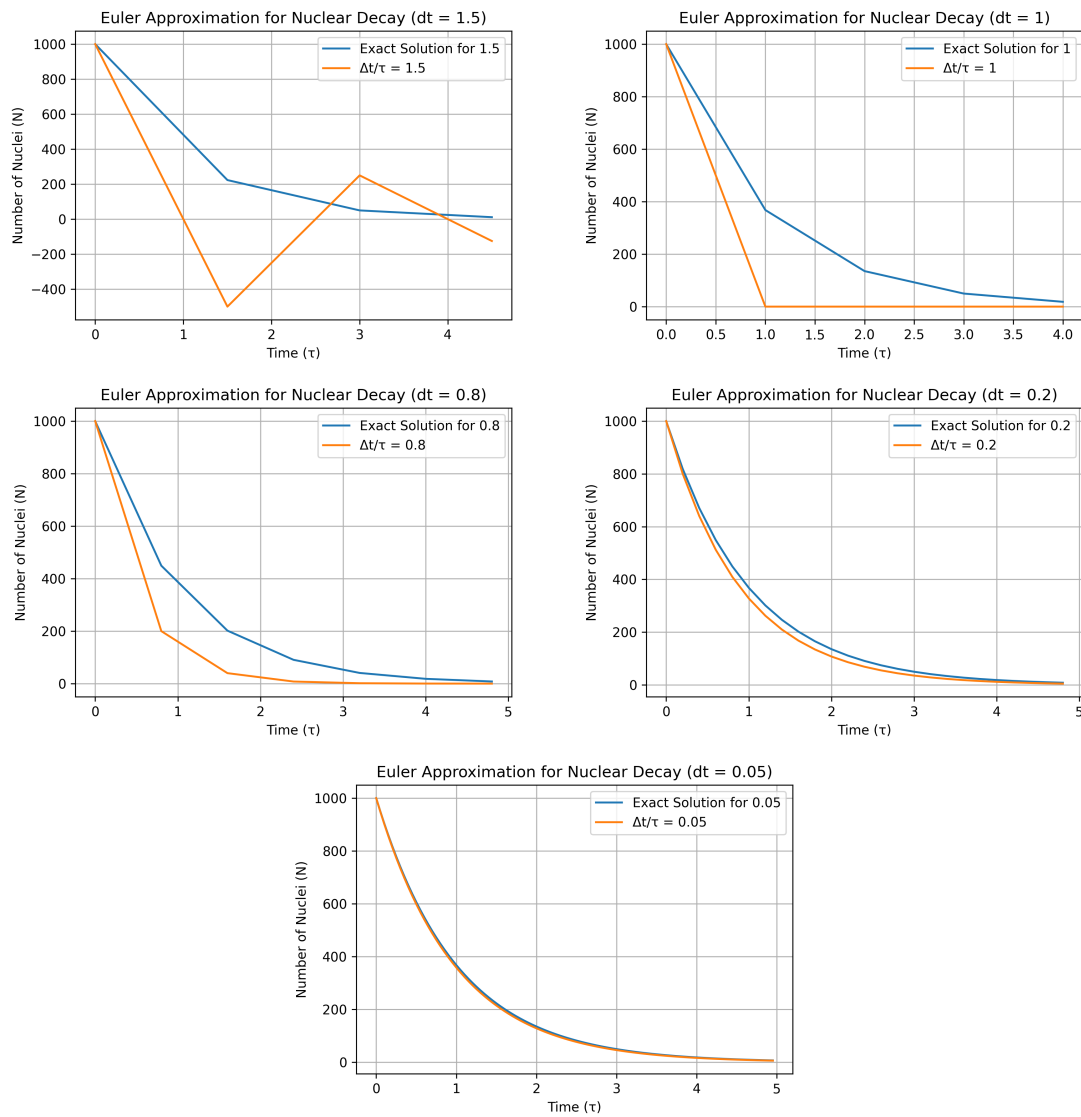 Euler Approximation for Nuclear Decay (dt = 1.5)
Number of Nuclei (N)
1000
800
600
400
200
0
−200
−400
Exact Solution for 1.5
Δt/τ = 1.5
0
1
2
3
4
Time (τ)
Euler Approximation for Nuclear Decay (dt = 1)
Number of Nuclei (N)
1000
800
600
400
200
0
Exact Solution for 1
Δt/τ = 1
0.0
0.5
1.0
1.5
2.0
2.5
3.0
3.5
4.0
Time (τ)
Euler Approximation for Nuclear Decay (dt = 0.8)
Number of Nuclei (N)
1000
800
600
400
200
0
Exact Solution for 0.8
Δt/τ = 0.8
0
1
2
3
4
5
Time (τ)
Euler Approximation for Nuclear Decay (dt = 0.2)
Number of Nuclei (N)
1000
800
600
400
200
0
Exact Solution for 0.2
Δt/τ = 0.2
0
1
2
3
4
5
Time (τ)
Euler Approximation for Nuclear Decay (dt = 0.05)
Number of Nuclei (N)
1000
800
600
400
200
0
Exact Solution for 0.05
Δt/τ = 0.05
0
1
2
3
4
5
Time (τ)